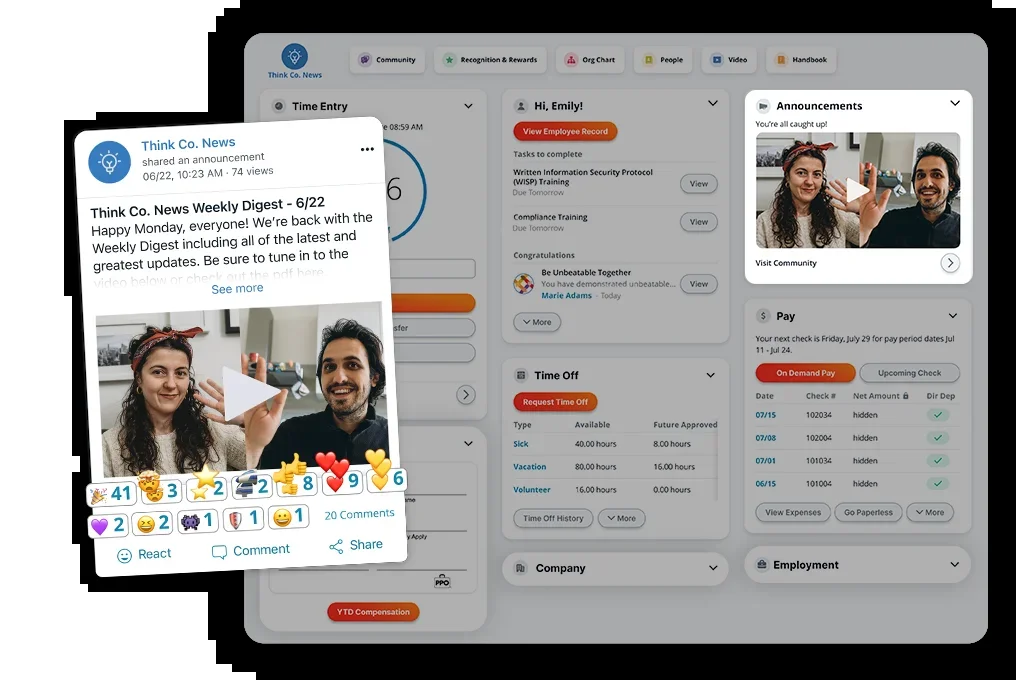 Think Co. News
Community
Recognition & Rewards
Org Chart
People
Video
Handbook
Think Co. News
shared an announcement
06/22, 10:23 AM · 74 views
Think Co. News Weekly Digest - 6/22
Happy Monday, everyone! We're back with the
Weekly Digest including all of the latest and
greatest updates. Be sure to tune in to the
video below or check out the pdf here
See more
41
3
2
2
8
9
6
2
2
1
1
1
20 Comments
React
Comment
Share
Time Entry
08:59 AM
6
YTD Compensation
PPO
Hi, Emily!
View Employee Record
Tasks to complete
Written Information Security Protocol
(WISP) Training
Due Tomorrow
View
Compliance Training
Due Tomorrow
View
Congratulations
Be Unbeatable Together
You have demonstrated unbeatable...
Marie Adams - Today
View
More
Time Off
Request Time Off
Type Available Future Approved
Sick 40.00 hours 8.00 hours
Vacation 80.00 hours 16.00 hours
Volunteer 16.00 hours 0.00 hours
Time Off History
More
Company
Announcements
You're all caught up!
Visit Community
Pay
Your next check is Friday, July 29 for pay period dates Jul
11 - Jul 24.
On Demand Pay
Upcoming Check
Date Check # Net Amount Dir Dep
07/15 102034 hidden
07/08 102004 hidden
07/01 101034 hidden
06/15 101004 hidden
View Expenses
Go Paperless
More
Employment